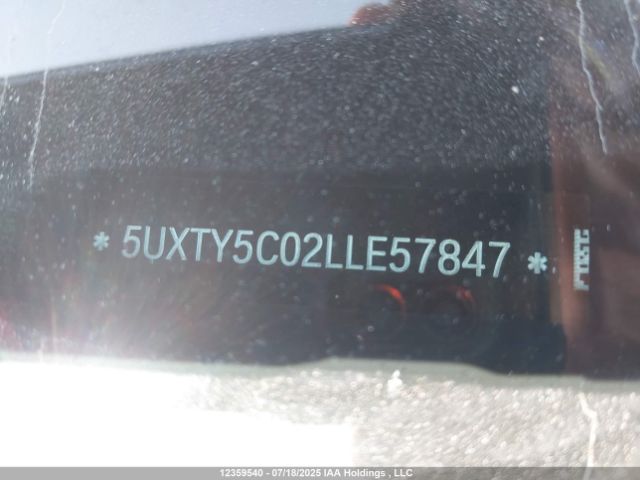 * 5UXTY5C02LLE57847 *
12359540 - 07/18/2025 IAA Holdings , LLC